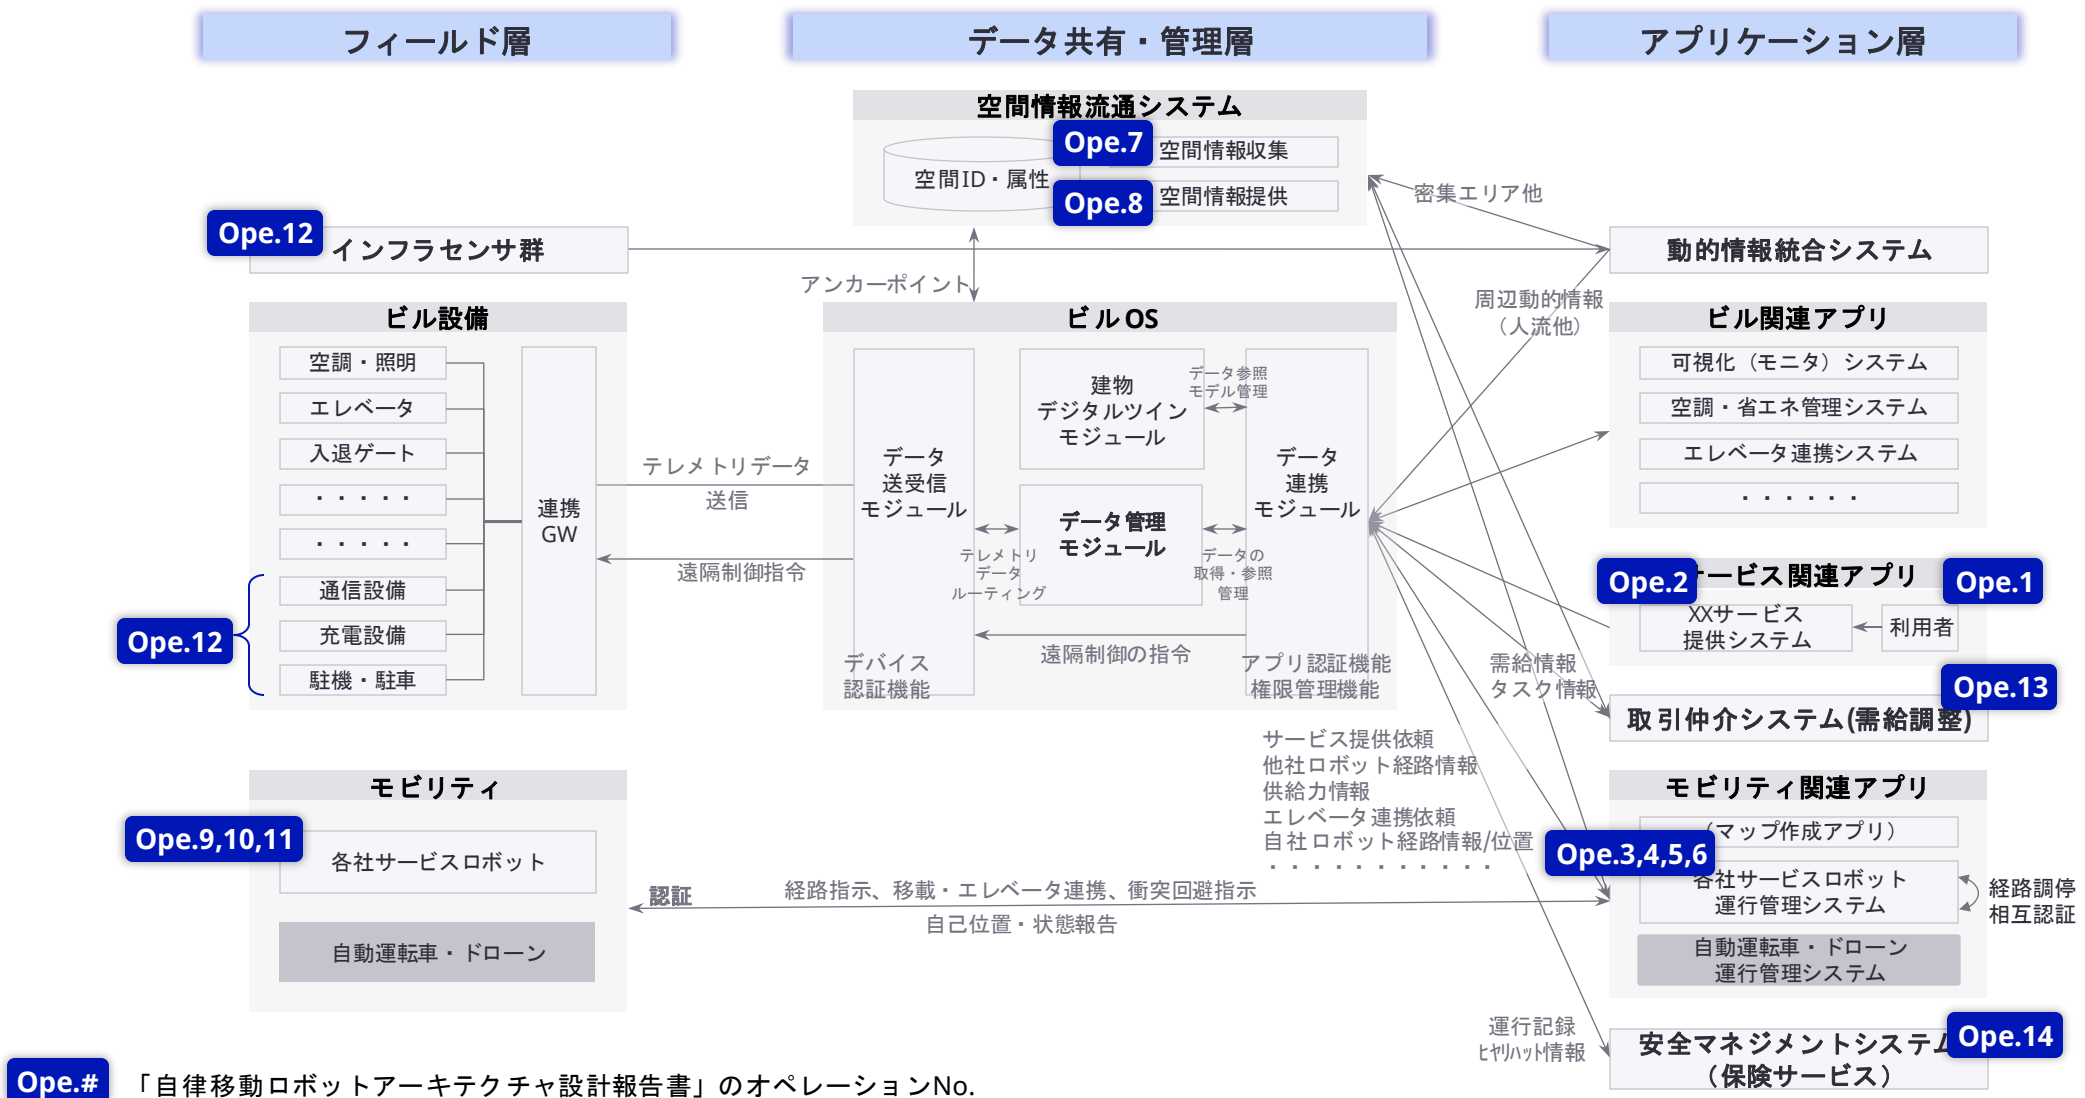 フィールド層
データ共有・管理層
アプリケーション層
空間情報流通システム
Ope.7
空間情報収集
空間ID・属性
Ope.8
空間情報提供
密集エリア他
Ope.12
インフラセンサ群
動的情報統合システム
アンカーポイント
周辺動的情報
（人流他）
ビル設備
空調・照明
エレベータ
入退ゲート
・・・・・
・・・・・
通信設備
充電設備
駐機・駐車
連携
GW
Ope.12
テレメトリデータ
送信
遠隔制御指令
ビルOS
データ
送受信
モジュール
建物
デジタルツイン
モジュール
データ参照
モデル管理
データ
連携
モジュール
データ管理
モジュール
テレメトリ
データ
ルーティング
データの
取得・参照
管理
遠隔制御の指令
デバイス
認証機能
アプリ認証機能
権限管理機能
ビル関連アプリ
可視化（モニタ）システム
空調・省エネ管理システム
エレベータ連携システム
・・・・・・
Ope.2
ービス関連アプリ
Ope.1
XXサービス
提供システム
利用者
需給情報
タスク情報
Ope.13
取引仲介システム(需給調整)
サービス提供依頼
他社ロボット経路情報
供給力情報
エレベータ連携依頼
自社ロボット経路情報/位置
・・・・・・・・・・・
モビリティ
Ope.9,10,11
各社サービスロボット
自動運転車・ドローン
認証
経路指示、移載・エレベータ連携、衝突回避指示
自己位置・状態報告
モビリティ関連アプリ
（マップ作成アプリ）
Ope.3,4,5,6
各社サービスロボット
運行管理システム
経路調停
相互認証
自動運転車・ドローン
運行管理システム
運行記録
ﾋﾔﾘﾊｯﾄ情報
Ope.14
安全マネジメントシステム
（保険サービス）
Ope.#
「自律移動ロボットアーキテクチャ設計報告書」のオペレーションNo.